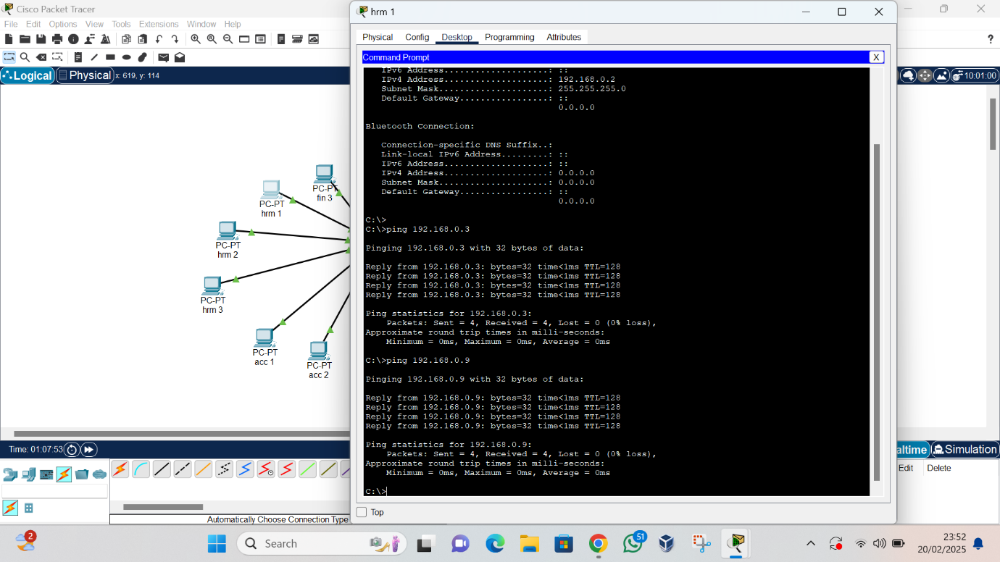 Cisco Packet Tracer
File Edit Options View Tools Extensions Window Help
?
Logical
Physical
x: 619, y: 114
10:01:00
hrm 1
Physical Config Desktop Programming Attributes
Command Prompt
X
IPv6 Address....................: ::
IPv4 Address....................: 192.168.0.2
Subnet Mask.....................: 255.255.255.0
Default Gateway.................: ::
0.0.0.0
Bluetooth Connection:
Connection-specific DNS Suffix..:
Link-local IPv6 Address.........: ::
IPv6 Address....................: ::
IPv4 Address....................: 0.0.0.0
Subnet Mask.....................: 0.0.0.0
Default Gateway.................: ::
0.0.0.0
C:\>
C:\>ping 192.168.0.3
Pinging 192.168.0.3 with 32 bytes of data:
Reply from 192.168.0.3: bytes=32 time<1ms TTL=128
Reply from 192.168.0.3: bytes=32 time<1ms TTL=128
Reply from 192.168.0.3: bytes=32 time<1ms TTL=128
Reply from 192.168.0.3: bytes=32 time<1ms TTL=128
Ping statistics for 192.168.0.3:
Packets: Sent = 4, Received = 4, Lost = 0 (0% loss),
Approximate round trip times in milli-seconds:
Minimum = 0ms, Maximum = 0ms, Average = 0ms
C:\>ping 192.168.0.9
Pinging 192.168.0.9 with 32 bytes of data:
Reply from 192.168.0.9: bytes=32 time<1ms TTL=128
Reply from 192.168.0.9: bytes=32 time<1ms TTL=128
Reply from 192.168.0.9: bytes=32 time<1ms TTL=128
Reply from 192.168.0.9: bytes=32 time<1ms TTL=128
Ping statistics for 192.168.0.9:
Packets: Sent = 4, Received = 4, Lost = 0 (0% loss),
Approximate round trip times in milli-seconds:
Minimum = 0ms, Maximum = 0ms, Average = 0ms
C:\>
Top
PC-PT
fin 3
PC-PT
hrm 1
PC-PT
hrm 2
PC-PT
hrm 3
PC-PT
acc 1
PC-PT
acc 2
Time: 01:07:53
altime
Simulation
Edit Delete
Automatically Choose Connection Type
2
Search
51
23:52
20/02/2025